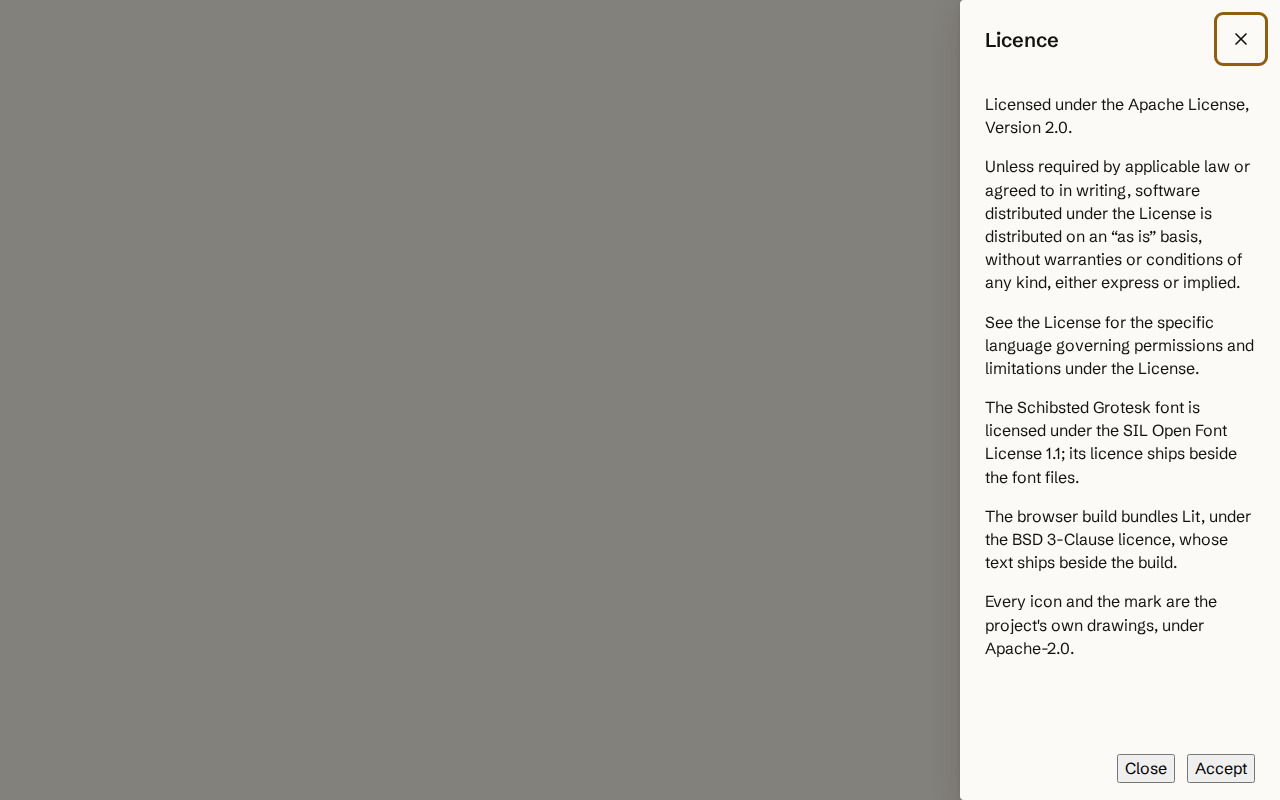 Licence
Licensed under the Apache License,
Version 2.0.
Unless required by applicable law or
agreed to in writing, software
distributed under the License is
distributed on an “as is” basis,
without warranties or conditions of
any kind, either express or implied.
See the License for the specific
language governing permissions and
limitations under the License.
The Schibsted Grotesk font is
licensed under the SIL Open Font
License 1.1; its licence ships beside
the font files.
The browser build bundles Lit, under
the BSD 3-Clause licence, whose
text ships beside the build.
Every icon and the mark are the
project's own drawings, under
Apache-2.0.
Close Accept